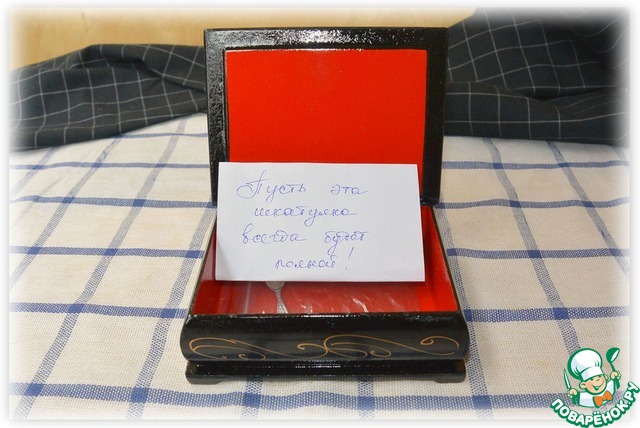 Пусть эта
шкатулка
всегда будет
полной!
ПОВАРЁНОК.РУ